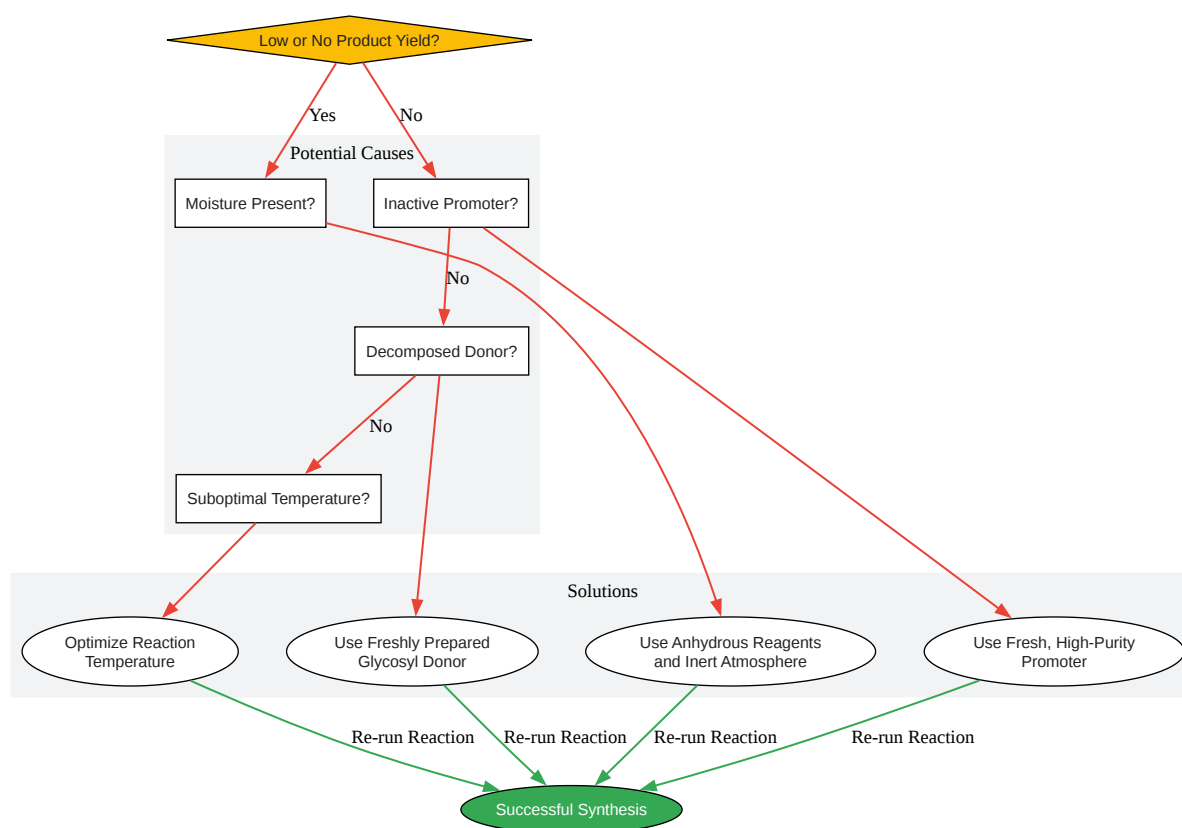 Low or No Product Yield?
Yes
No
Potential Causes
Moisture Present?
Inactive Promoter?
No
Decomposed Donor?
No
Suboptimal Temperature?
Solutions
Optimize Reaction
Temperature
Use Freshly Prepared
Glycosyl Donor
Use Anhydrous Reagents
and Inert Atmosphere
Use Fresh, High-Purity
Promoter
Re-run Reaction
Re-run Reaction
Re-run Reaction
Re-run Reaction
Successful Synthesis